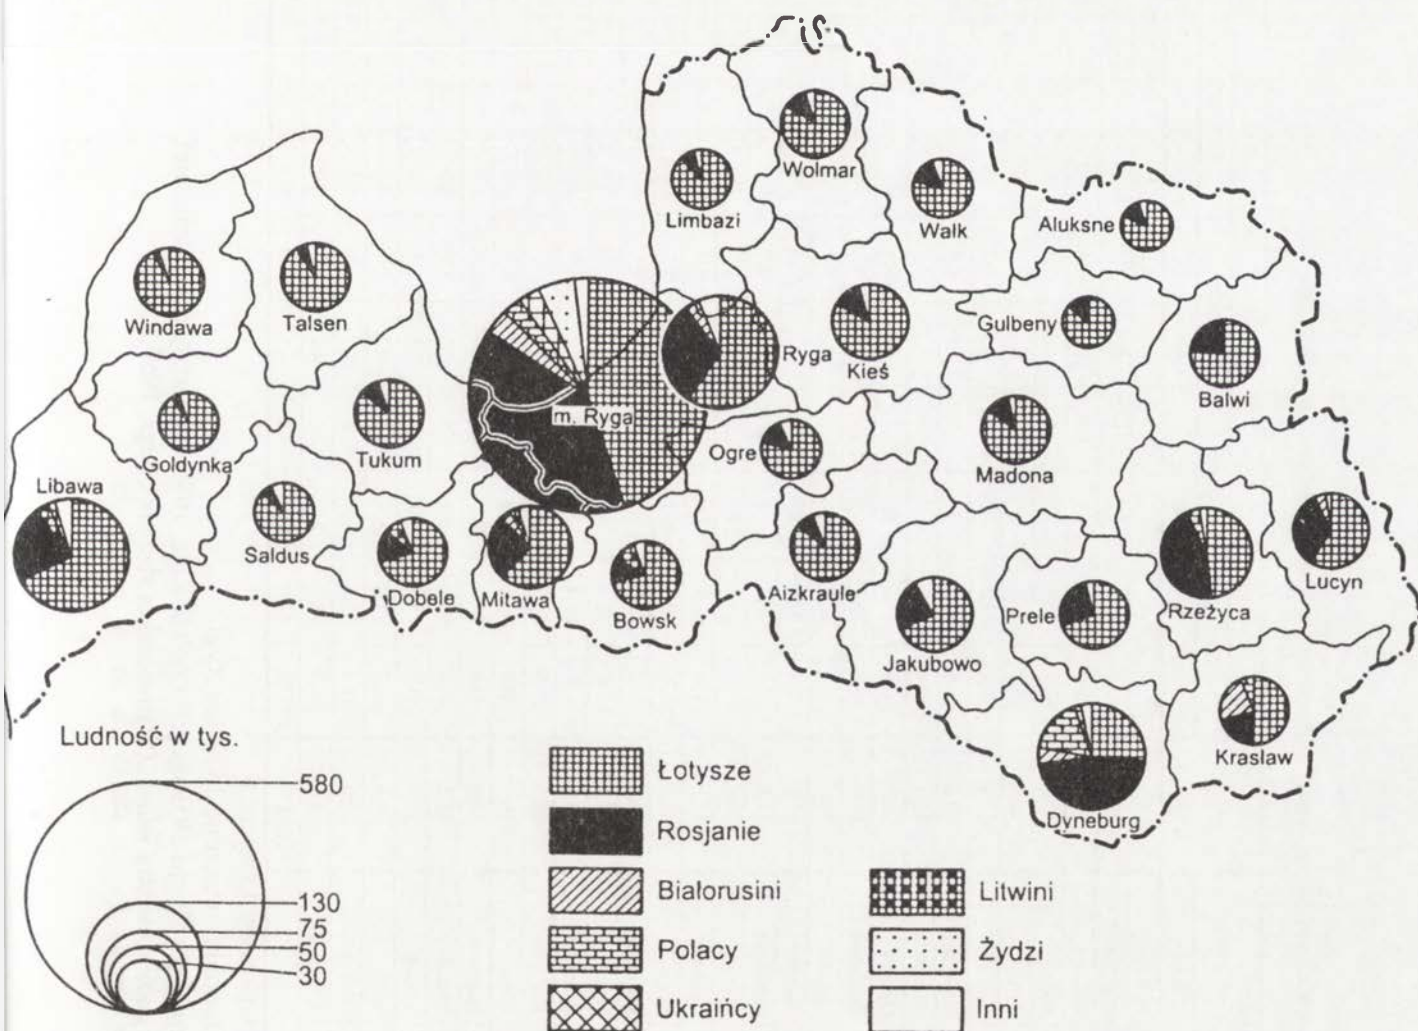 Wolmar
Limbazi
Wałk
Aluksne
Windawa
Talsen
Gulbeny
Ryga
Kieś
Balwi
m. Ryga
Goldynka
Tukum
Ogre
Madona
Libawa
Saldus
Dobele
Mitawa
Bowsk
Aizkraule
Lucyn
Prele
Rzeżyca
Jakubowo
Krasław
Dyneburg
Ludność w tys.
580
130
75
50
30
Łotysze
Rosjanie
Białorusini
Polacy
Ukraińcy
Litwini
Żydzi
Inni